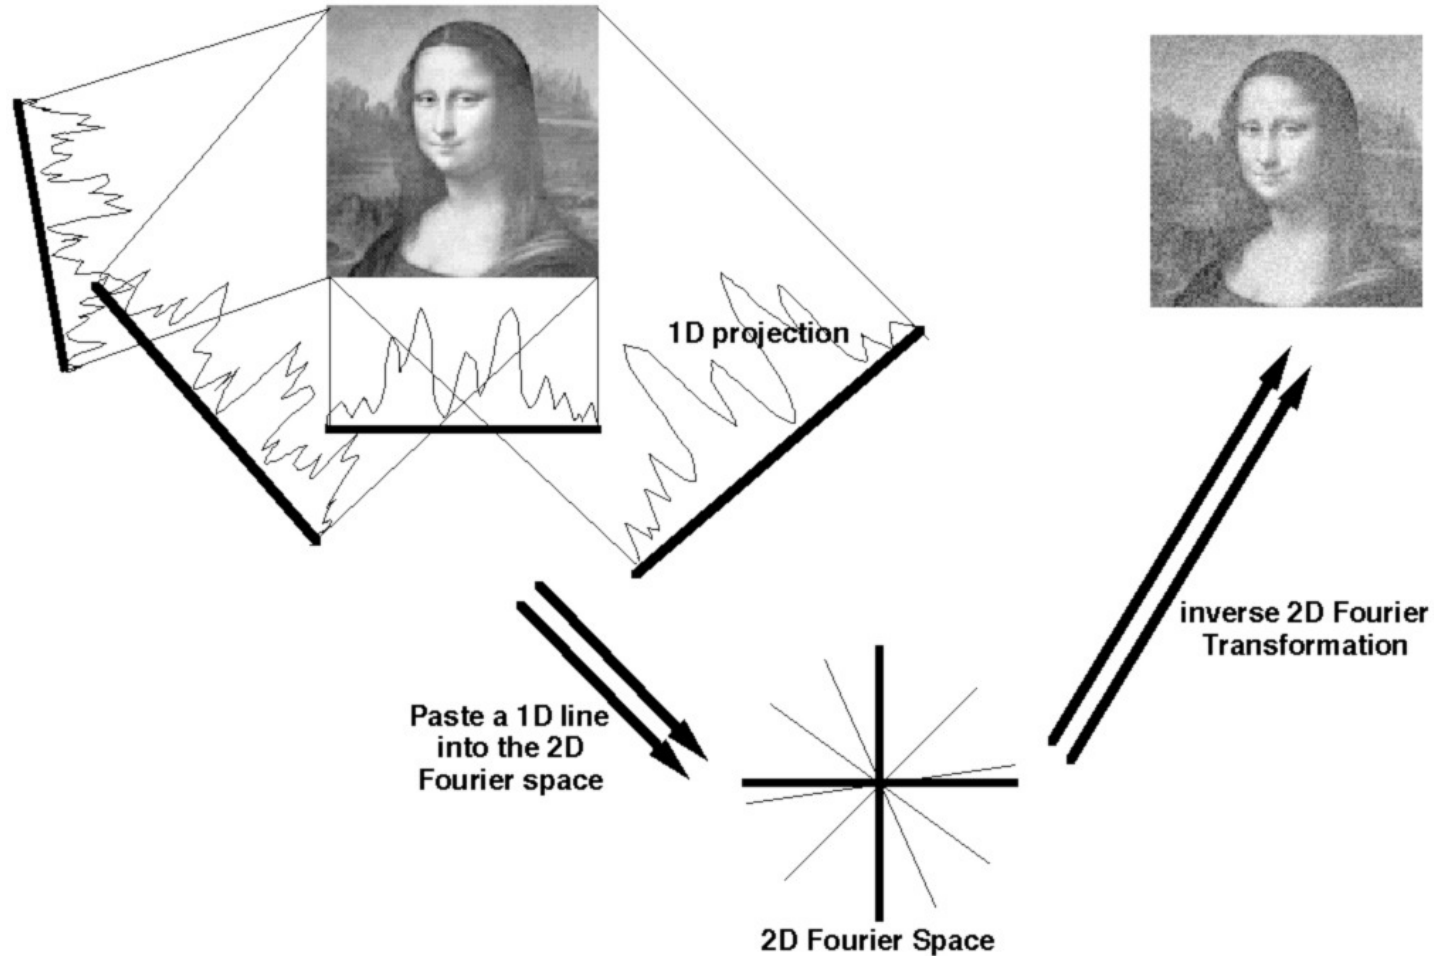 1D projection
Paste a 1D line
into the 2D
Fourier space
inverse 2D Fourier
Transformation
2D Fourier Space